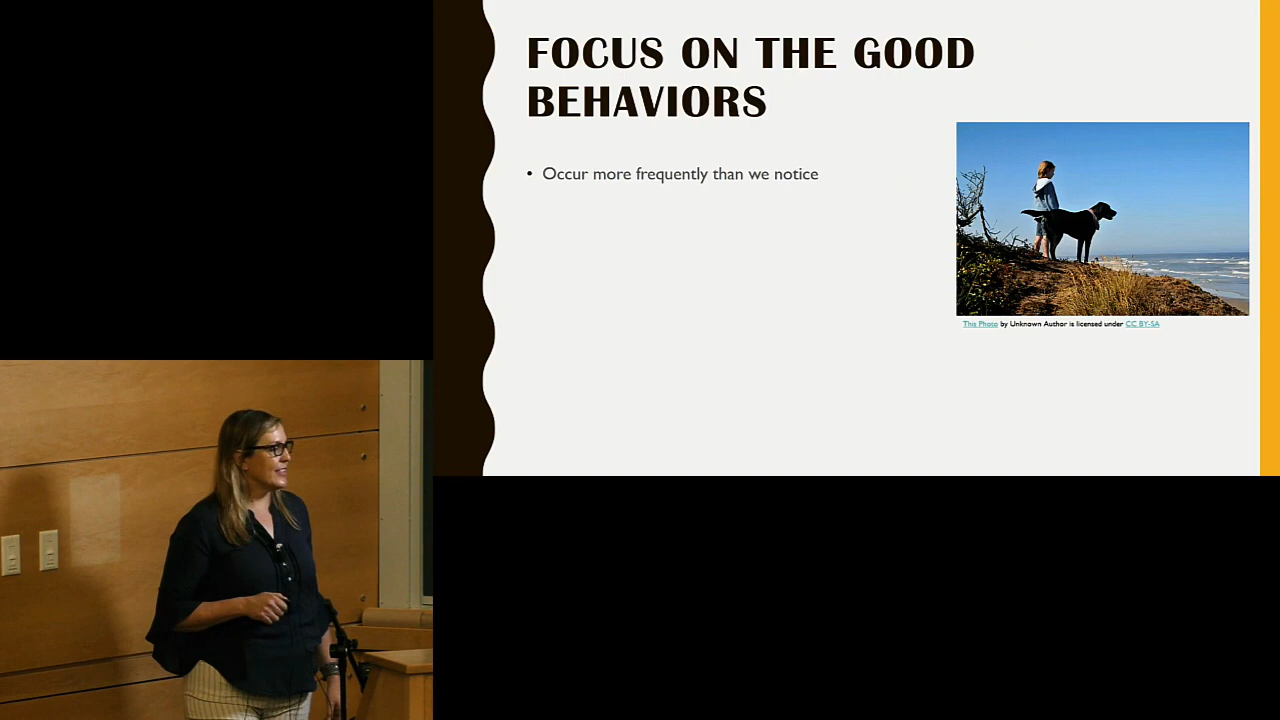 FOCUS ON THE GOOD
BEHAVIORS
• Occur more frequently than we notice
This Photo by Unknown Author is licensed under CC BY-SA